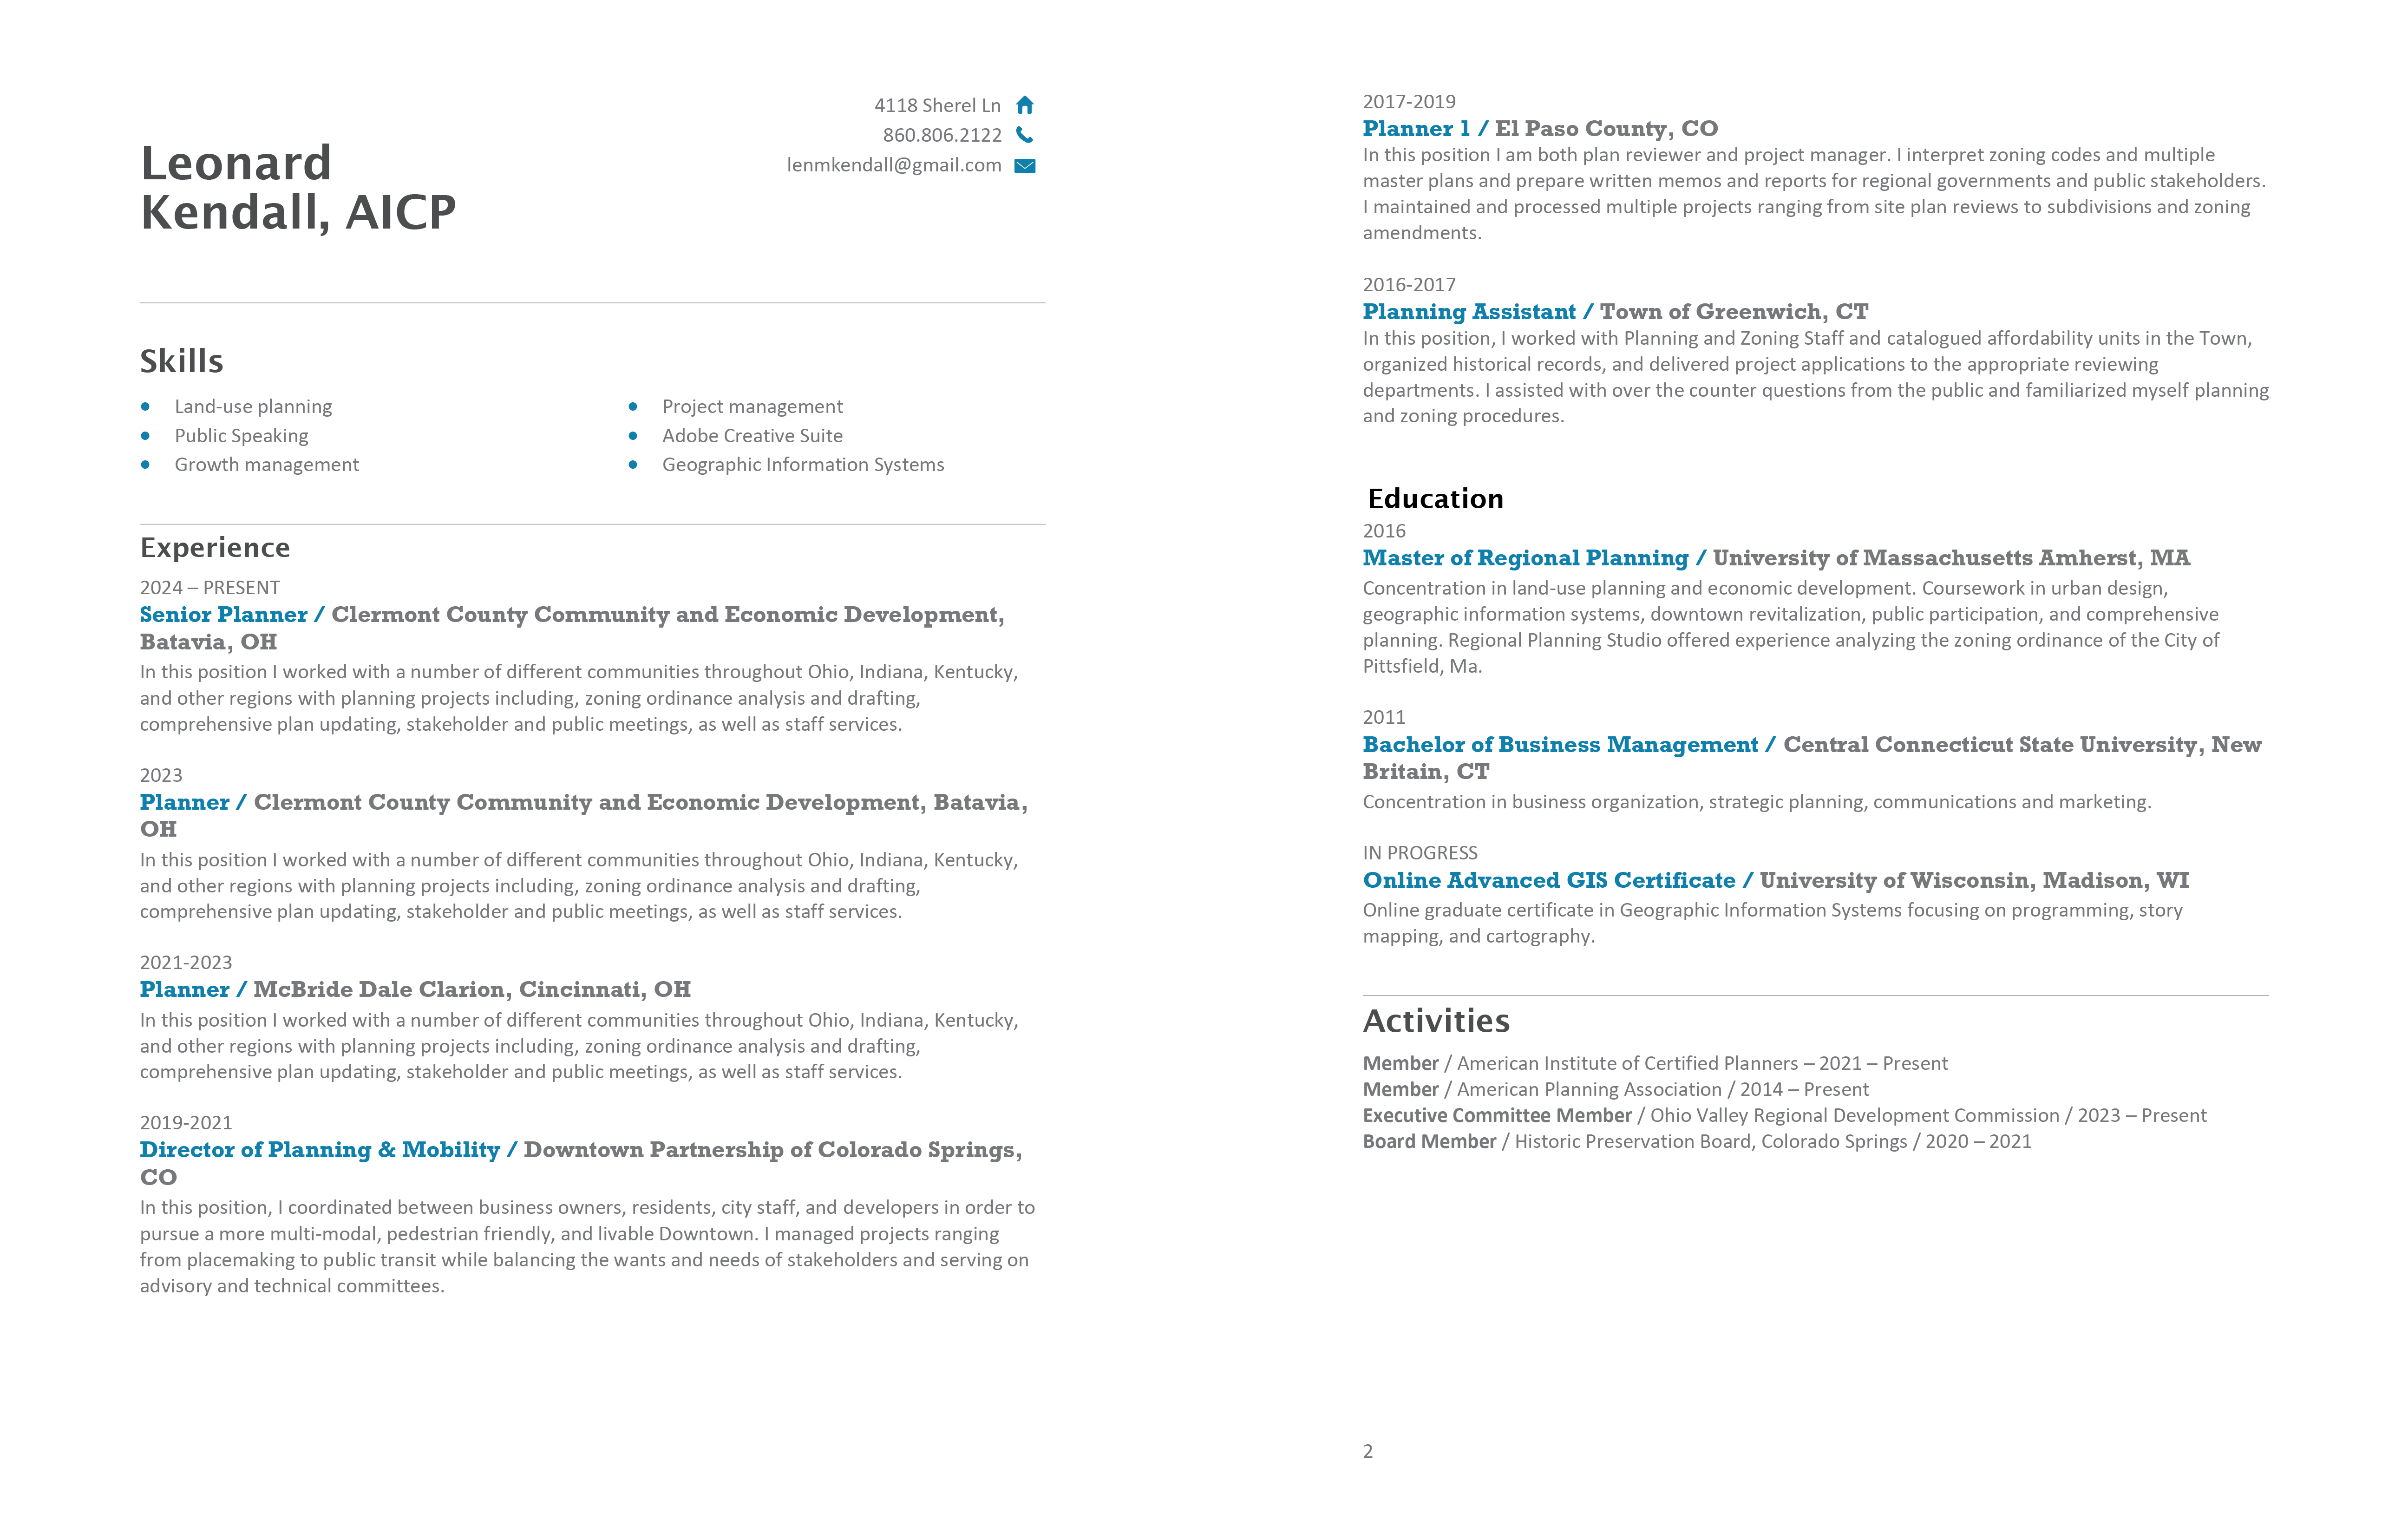 Leonard
Kendall, AICP
4118 Sherel Ln
860.806.2122
lenmkendall@gmail.com
Skills
• Land-use planning
• Public Speaking
• Growth management
• Project management
• Adobe Creative Suite
• Geographic Information Systems
Experience
2024 – PRESENT
Senior Planner / Clermont County Community and Economic Development,
Batavia, OH
In this position I worked with a number of different communities throughout Ohio, Indiana, Kentucky,
and other regions with planning projects including, zoning ordinance analysis and drafting,
comprehensive plan updating, stakeholder and public meetings, as well as staff services.
2023
Planner / Clermont County Community and Economic Development, Batavia,
OH
In this position I worked with a number of different communities throughout Ohio, Indiana, Kentucky,
and other regions with planning projects including, zoning ordinance analysis and drafting,
comprehensive plan updating, stakeholder and public meetings, as well as staff services.
2021-2023
Planner / McBride Dale Clarion, Cincinnati, OH
In this position I worked with a number of different communities throughout Ohio, Indiana, Kentucky,
and other regions with planning projects including, zoning ordinance analysis and drafting,
comprehensive plan updating, stakeholder and public meetings, as well as staff services.
2019-2021
Director of Planning & Mobility / Downtown Partnership of Colorado Springs,
CO
In this position, I coordinated between business owners, residents, city staff, and developers in order to
pursue a more multi-modal, pedestrian friendly, and livable Downtown. I managed projects ranging
from placemaking to public transit while balancing the wants and needs of stakeholders and serving on
advisory and technical committees.
2017-2019
Planner 1 / El Paso County, CO
In this position I am both plan reviewer and project manager. I interpret zoning codes and multiple
master plans and prepare written memos and reports for regional governments and public stakeholders.
I maintained and processed multiple projects ranging from site plan reviews to subdivisions and zoning
amendments.
2016-2017
Planning Assistant / Town of Greenwich, CT
In this position, I worked with Planning and Zoning Staff and catalogued affordability units in the Town,
organized historical records, and delivered project applications to the appropriate reviewing
departments. I assisted with over the counter questions from the public and familiarized myself planning
and zoning procedures.
Education
2016
Master of Regional Planning / University of Massachusetts Amherst, MA
Concentration in land-use planning and economic development. Coursework in urban design,
geographic information systems, downtown revitalization, public participation, and comprehensive
planning. Regional Planning Studio offered experience analyzing the zoning ordinance of the City of
Pittsfield, Ma.
2011
Bachelor of Business Management / Central Connecticut State University, New
Britain, CT
Concentration in business organization, strategic planning, communications and marketing.
IN PROGRESS
Online Advanced GIS Certificate / University of Wisconsin, Madison, WI
Online graduate certificate in Geographic Information Systems focusing on programming, story
mapping, and cartography.
Activities
Member / American Institute of Certified Planners – 2021 – Present
Member / American Planning Association / 2014 – Present
Executive Committee Member / Ohio Valley Regional Development Commission / 2023 – Present
Board Member / Historic Preservation Board, Colorado Springs / 2020 – 2021
2